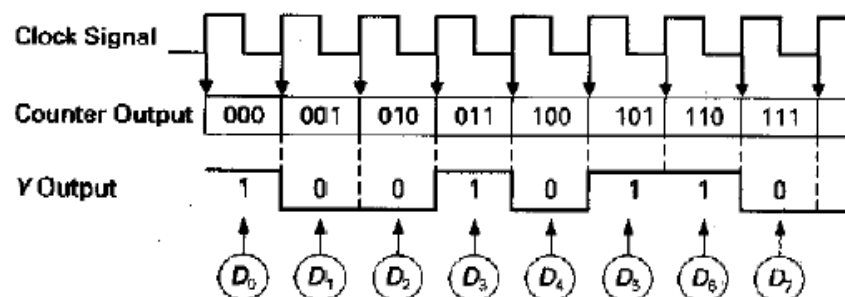 Clock Signal
Counter Output 000 001 010 011 100 101 110 111
Y Output 1 0 0 1 0 1 1 0
D₀ D₁ D₂ D₃ D₄ D₅ D₆ D₇